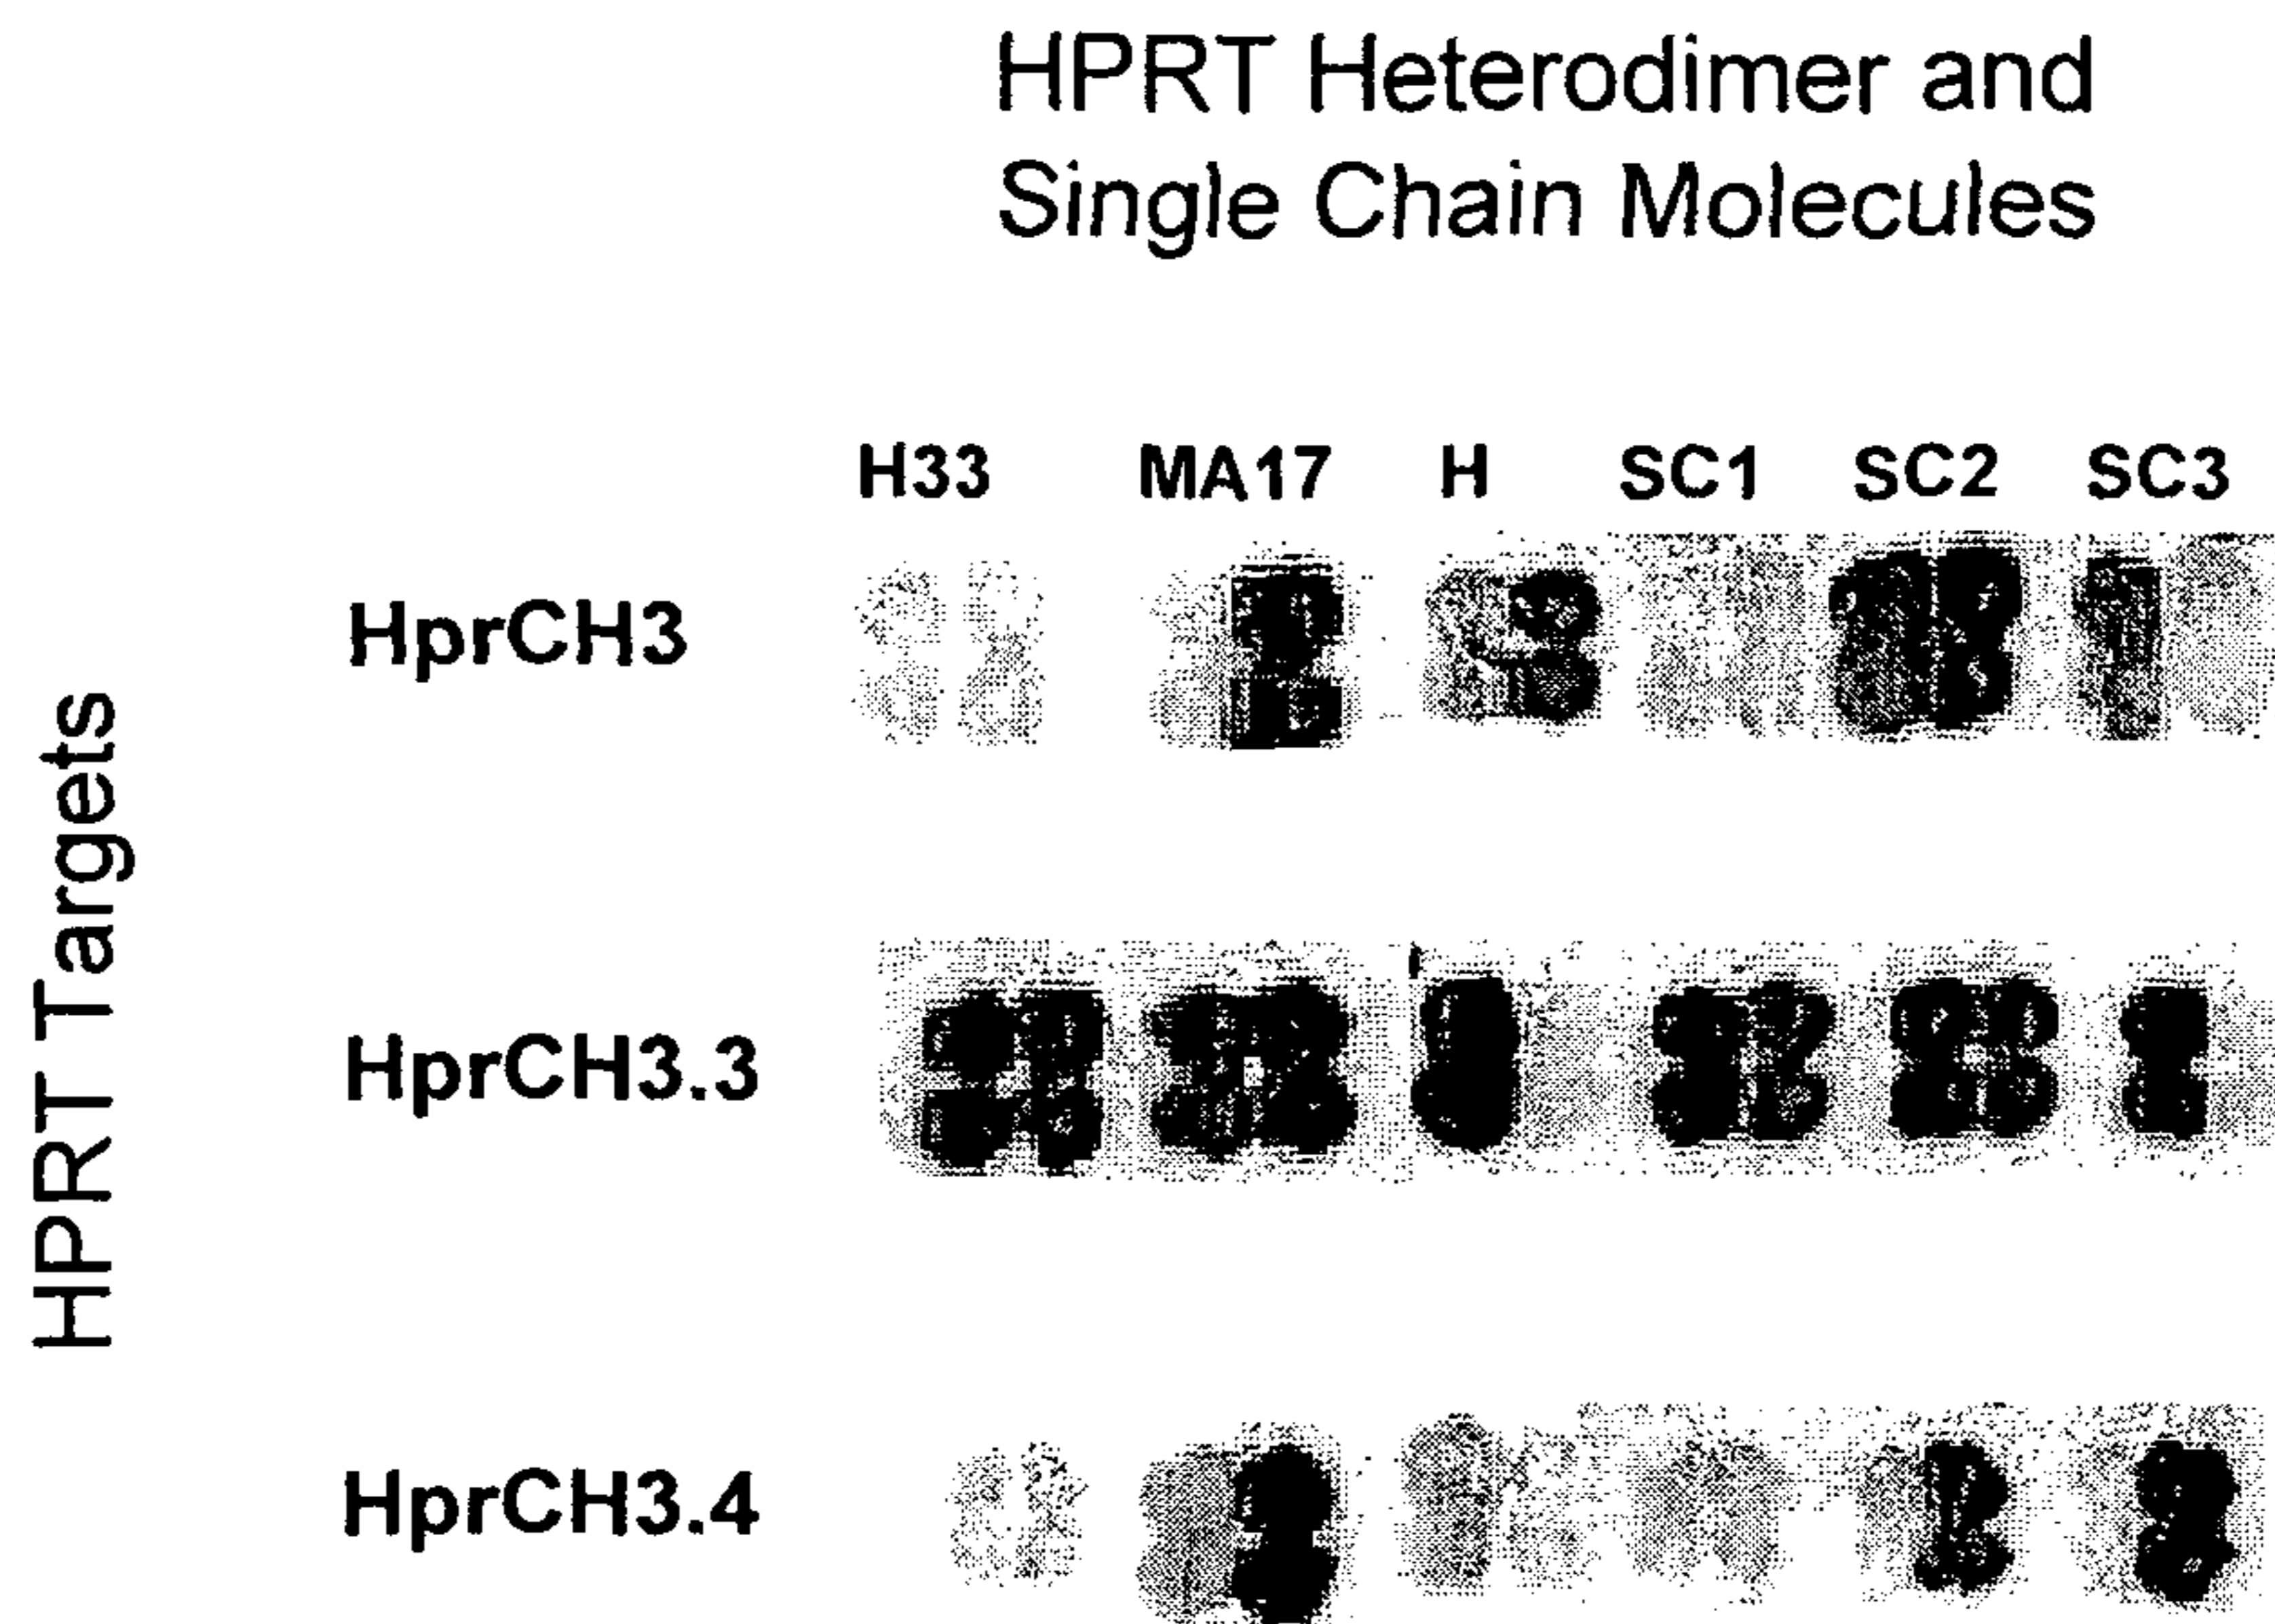 HPRT Heterodimer and
Single Chain Molecules
H33 MA17 H SC1 SC2 SC3
HPRT Targets
HprCH3
HprCH3.3
HprCH3.4